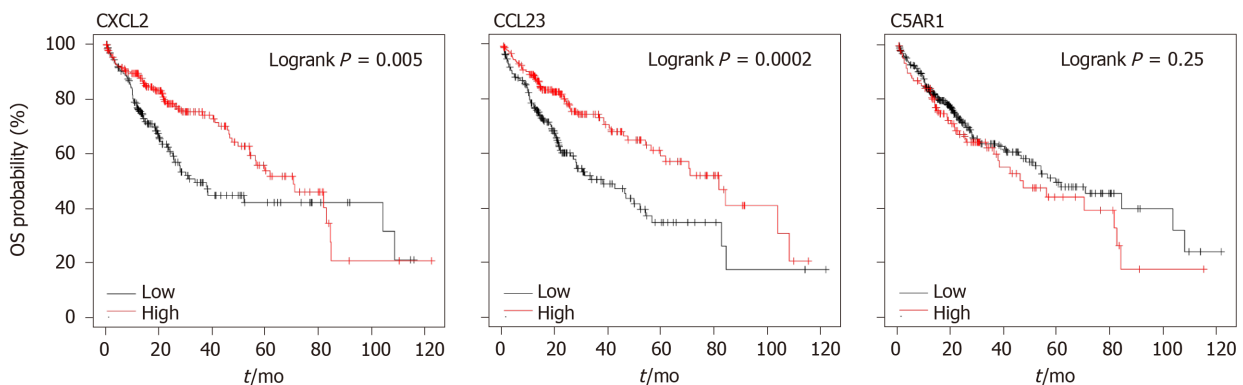 CXCL2
CCL23
C5AR1
OS probability (%)
100
80
60
40
20
0
Logrank P = 0.005
Low
High
0 20 40 60 80 100 120
t/mo
Logrank P = 0.0002
Low
High
0 20 40 60 80 100 120
t/mo
Logrank P = 0.25
Low
High
0 20 40 60 80 100 120
t/mo